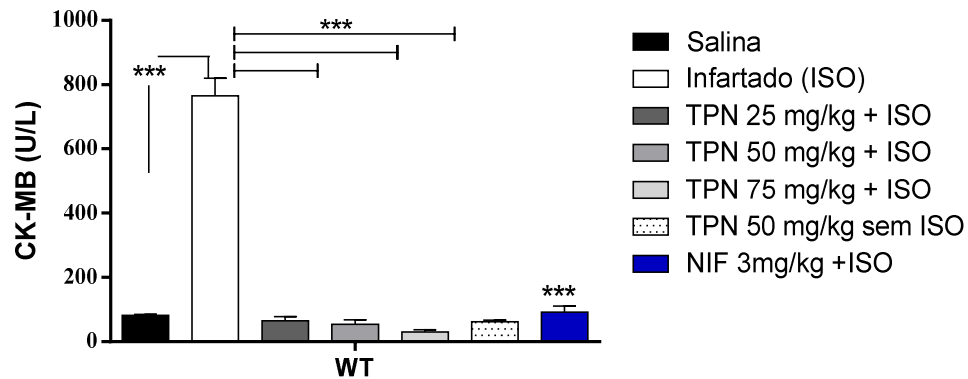 CK-MB (U/L)
1000
800
600
400
200
0
***
***
***
WT
Salina
Infartado (ISO)
TPN 25 mg/kg + ISO
TPN 50 mg/kg + ISO
TPN 75 mg/kg + ISO
TPN 50 mg/kg sem ISO
NIF 3mg/kg +ISO